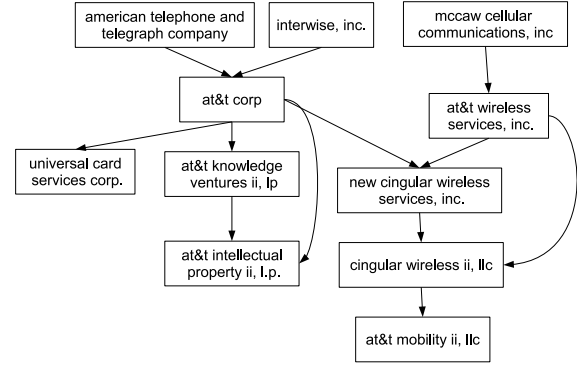 american telephone and
telegraph company
interwise, inc.
mccaw cellular
communications, inc
at&t corp
at&t wireless
services, inc.
universal card
services corp.
at&t knowledge
ventures ii, lp
new cingular wireless
services, inc.
at&t intellectual
property ii, l.p.
cingular wireless ii, llc
at&t mobility ii, llc